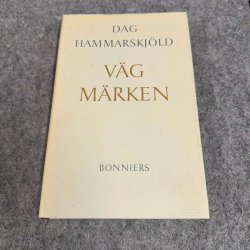 DAG
HAMMARSKJÖLD
VÄG
MÄRKEN
BONNIERS